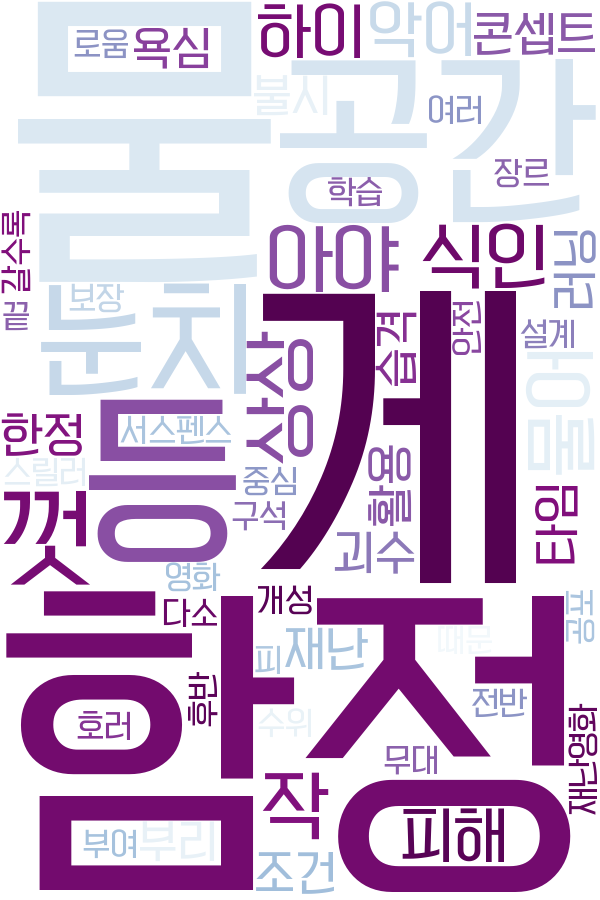 로움
욕심
하이
악어
콘셉트
물
공간
불시
여러
장르
학습
갈수록
아야
식인
러닝
끝
보장
눈치
게
습격
안전
설계
상상
물어
한정
등
서스펜스
스릴러
중심
활용
껏
구석
괴수
타임
영화
다소
개성
공포
함정
피
재난
때문
호러
후반
수위
전반
무대
재난영화
작
피해
부여
부리
조건